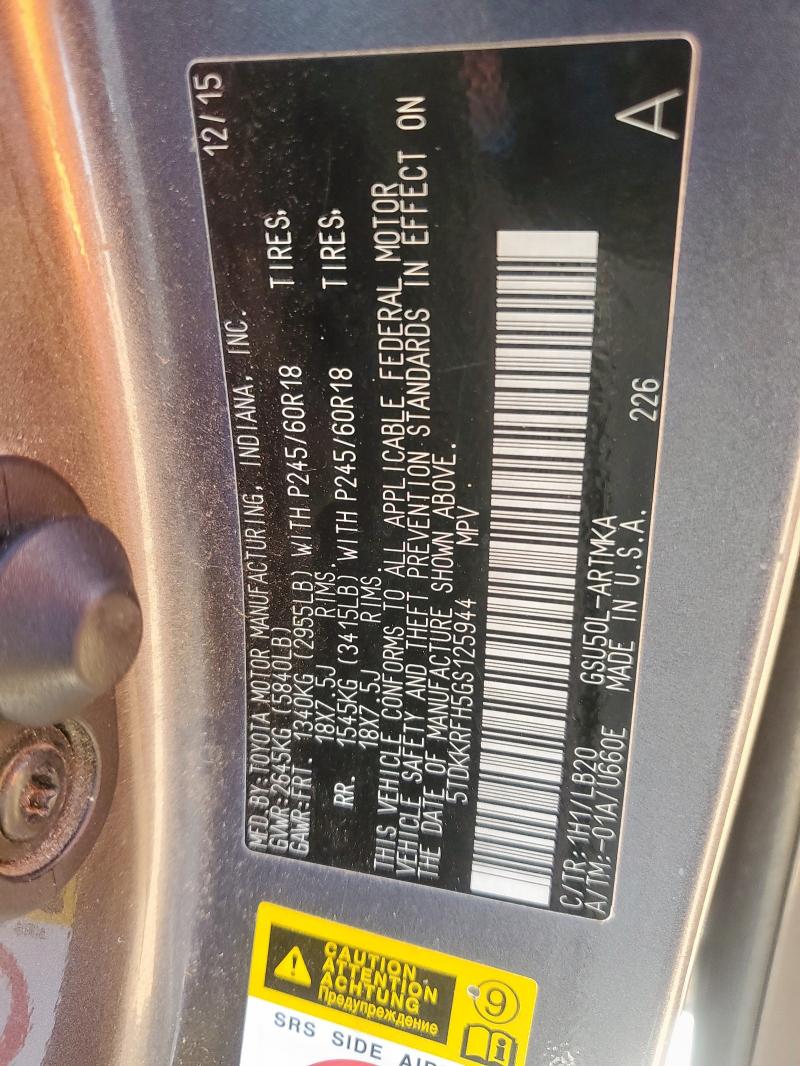 MFD.BY:TOYOTA MOTOR MANUFACTURING, INDIANA, INC. 12/15
GVWR:2645KG (5840LB)
GAWR:FRT. 1340KG (2955LB) WITH P245/60R18 TIRES,
18X7.5J RIMS,
RR. 1545KG (3415LB) WITH P245/60R18 TIRES,
18X7.5J RIMS
THIS VEHICLE CONFORMS TO ALL APPLICABLE FEDERAL MOTOR
VEHICLE SAFETY AND THEFT PREVENTION STANDARDS IN EFFECT ON
THE DATE OF MANUFACTURE SHOWN ABOVE.
5TDKKRFH5GS125944 MPV
C/TR:1H1/LB20 GSU50L-ARTMKA 226 A
A/TM:-01A/U660E MADE IN U.S.A.
CAUTION
ATTENTION
ACHTUNG
Предупреждение
9
SRS SIDE